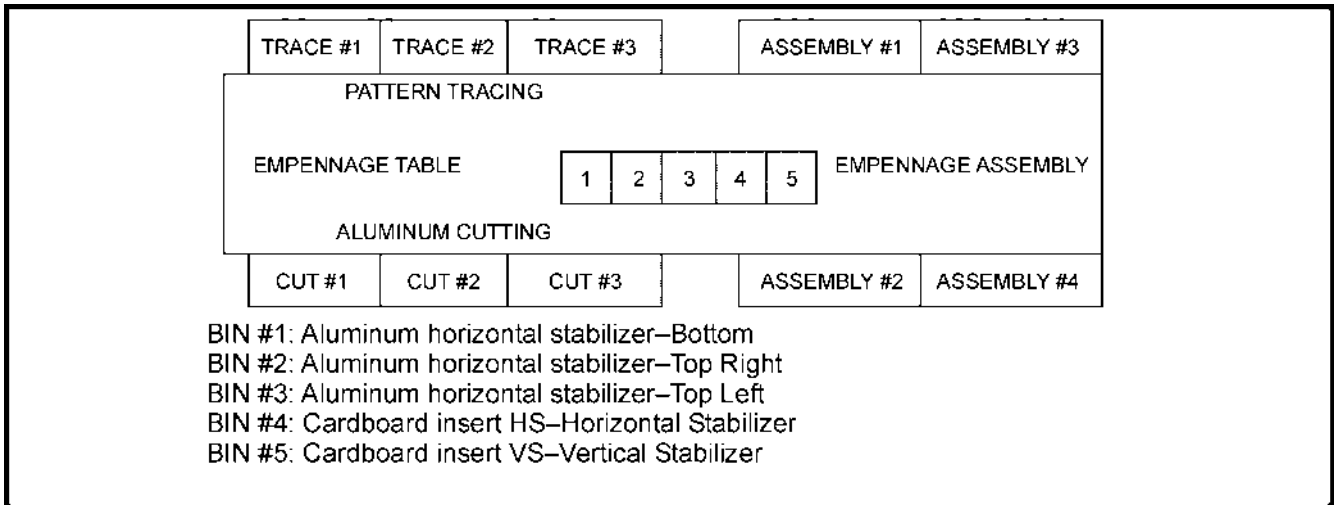 TRACE #1 TRACE #2 TRACE #3 ASSEMBLY #1 ASSEMBLY #3
PATTERN TRACING
EMPENNAGE TABLE 1 2 3 4 5 EMPENNAGE ASSEMBLY
ALUMINUM CUTTING
CUT #1 CUT #2 CUT #3 ASSEMBLY #2 ASSEMBLY #4
BIN #1: Aluminum horizontal stabilizer–Bottom
BIN #2: Aluminum horizontal stabilizer–Top Right
BIN #3: Aluminum horizontal stabilizer–Top Left
BIN #4: Cardboard insert HS–Horizontal Stabilizer
BIN #5: Cardboard insert VS–Vertical Stabilizer